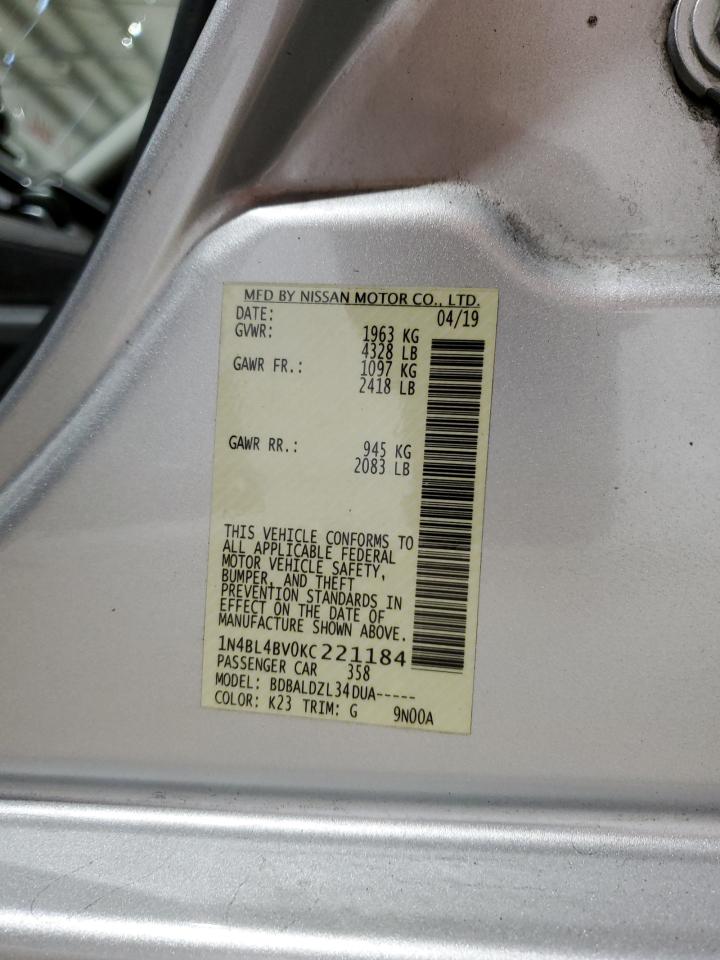 MFD BY NISSAN MOTOR CO., LTD.
DATE: 04/19
GVWR: 1963 KG
4328 LB
GAWR FR.: 1097 KG
2418 LB
GAWR RR.: 945 KG
2083 LB
THIS VEHICLE CONFORMS TO
ALL APPLICABLE FEDERAL
MOTOR VEHICLE SAFETY,
BUMPER, AND THEFT
PREVENTION STANDARDS IN
EFFECT ON THE DATE OF
MANUFACTURE SHOWN ABOVE.
1N4BL4BV0KC221184
PASSENGER CAR 358
MODEL: BDBALDZL34DUA-----
COLOR: K23 TRIM: G 9N00A